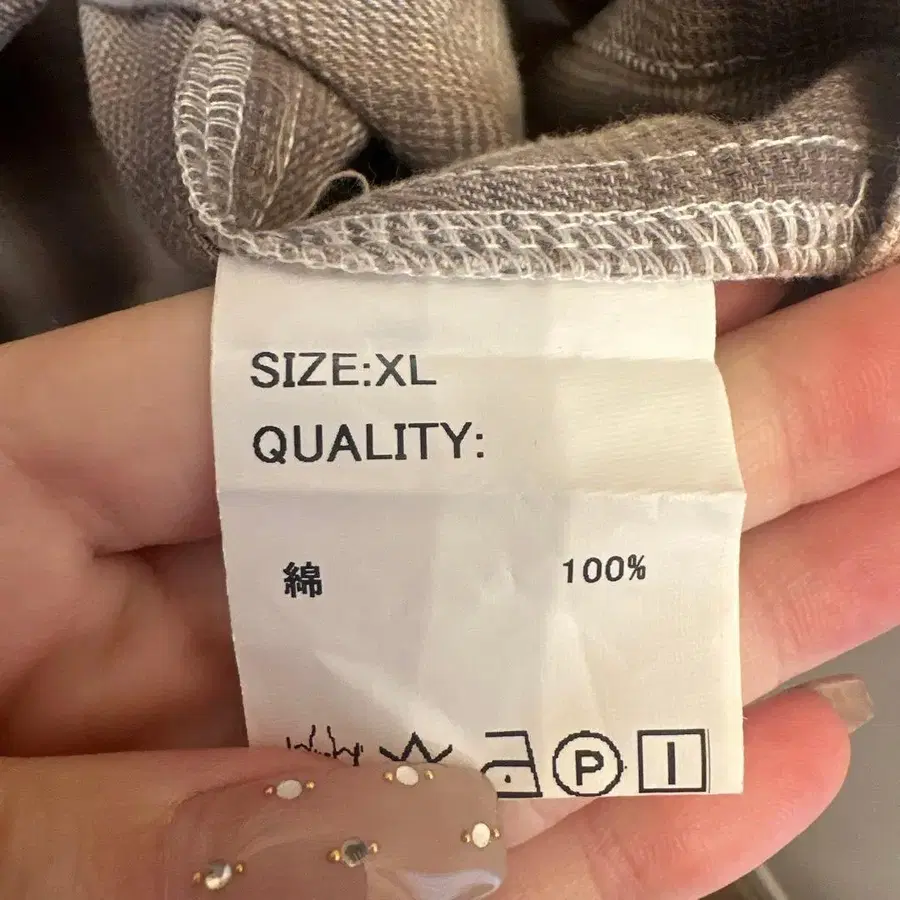 SIZE:XL
QUALITY:
綿 100%
P